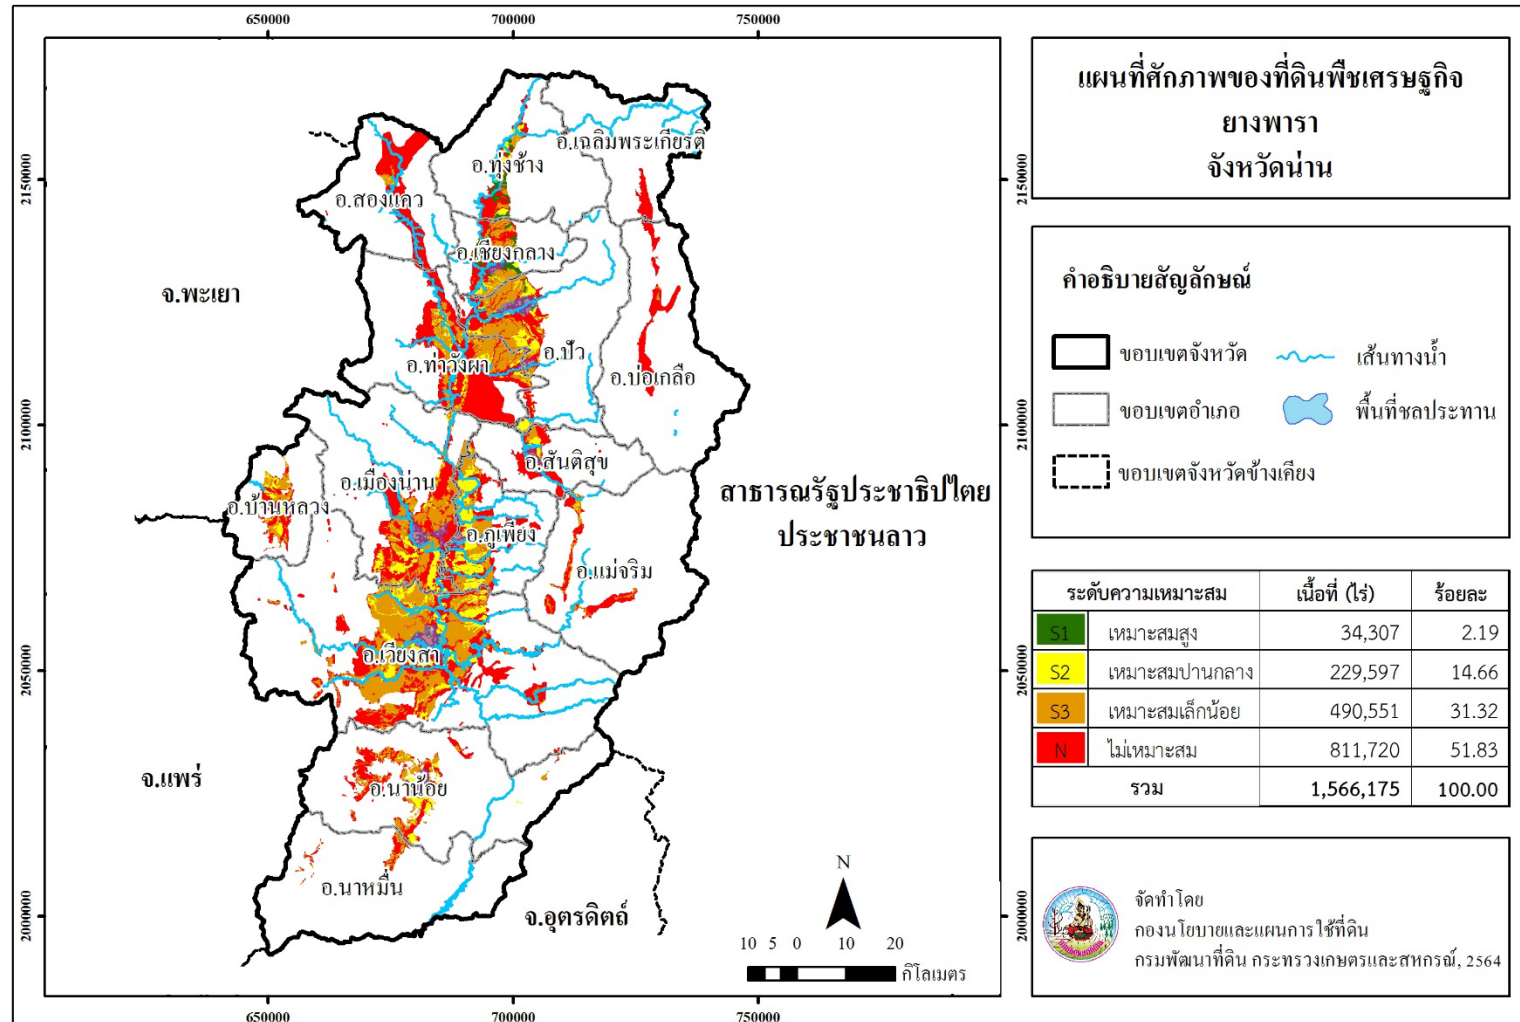 650000
700000
750000
แผนที่ศักภาพของที่ดินพืชเศรษฐกิจ
ยางพารา
จังหวัดน่าน
2150000
2100000
2050000
2000000
2150000
2100000
2050000
2000000
อ.เฉลิมพระเกียรติ
อ.ทุ่งช้าง
อ.สองแคว
อ.เชียงกลาง
จ.พะเยา
อ.ปัว
อ.ท่าวังผา
อ.บ่อเกลือ
อ.สันติสุข
อ.เมืองน่าน
อ.บ้านหลวง
อ.ภูเพียง
สาธารณรัฐประชาธิปไตย
ประชาชนลาว
อ.แม่จริม
อ.เวียงสา
จ.แพร่
อ.นาน้อย
อ.นาหมื่น
จ.อุตรดิตถ์
N
10 5 0 10 20
กิโลเมตร
650000
700000
750000
คำอธิบายสัญลักษณ์
ขอบเขตจังหวัด
เส้นทางน้ำ
ขอบเขตอำเภอ
พื้นที่ชลประทาน
ขอบเขตจังหวัดข้างเคียง
ระดับความเหมาะสม เนื้อที่ (ไร่) ร้อยละ
S1 เหมาะสมสูง 34,307 2.19
S2 เหมาะสมปานกลาง 229,597 14.66
S3 เหมาะสมเล็กน้อย 490,551 31.32
N ไม่เหมาะสม 811,720 51.83
รวม 1,566,175 100.00
จัดทำโดย
กองนโยบายและแผนการใช้ที่ดิน
กรมพัฒนาที่ดิน กระทรวงเกษตรและสหกรณ์, 2564